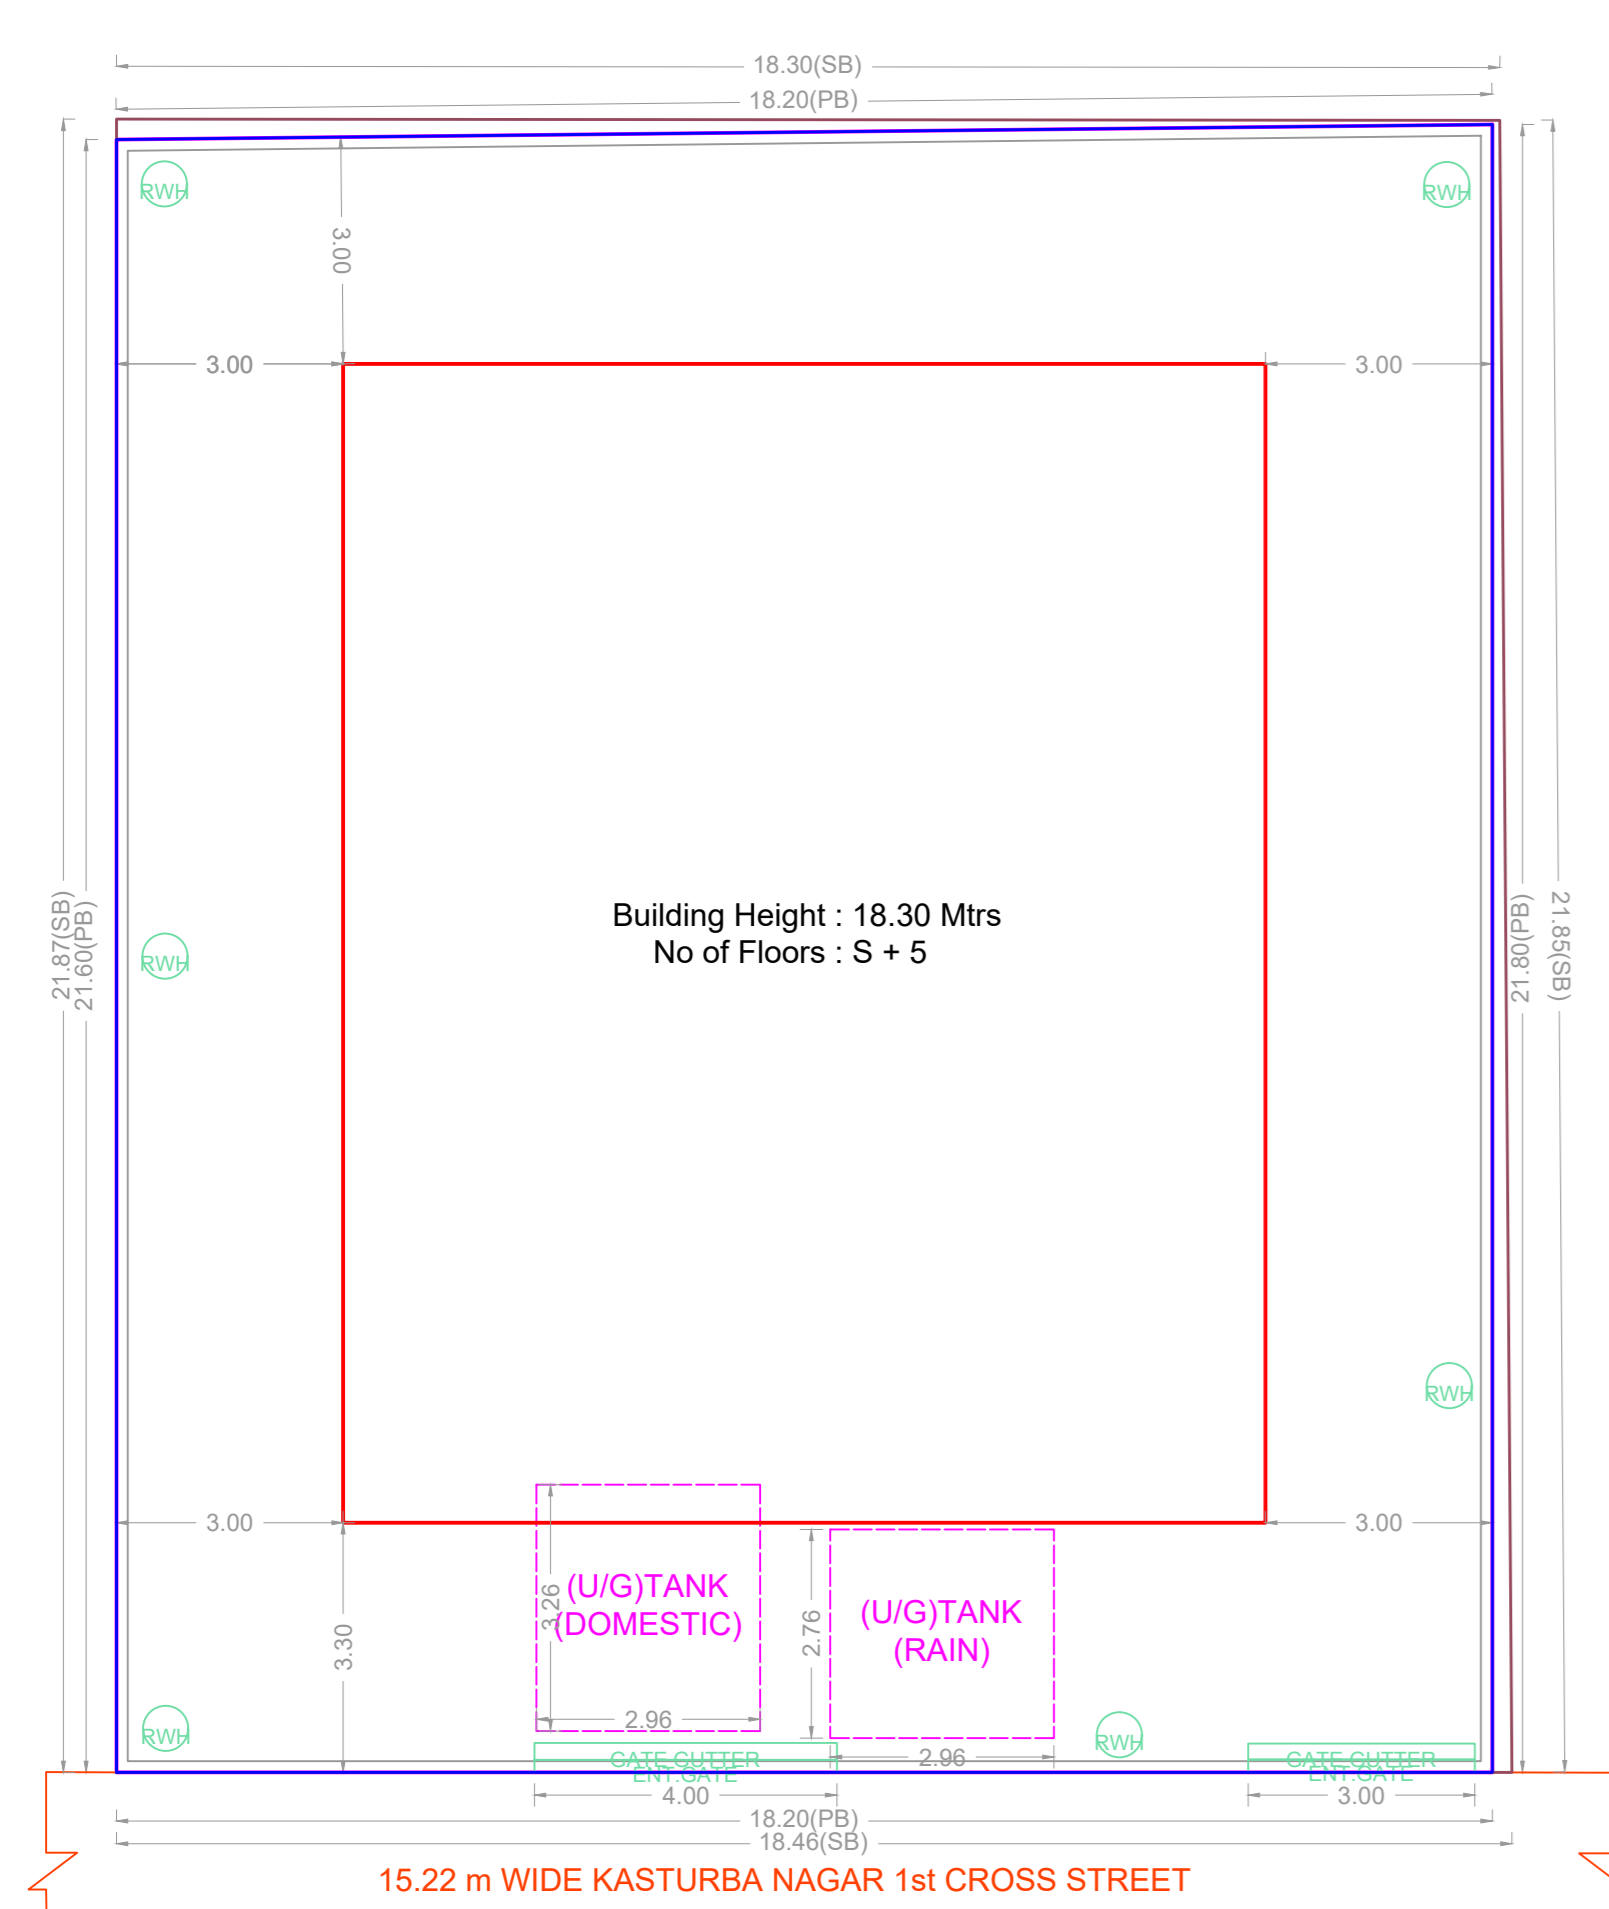 18.30(SB)
18.20(PB)
RWH
RWH
3.00
3.00
3.00
Building Height : 18.30 Mtrs
No of Floors : S + 5
21.87(SB)
21.60(PB)
21.80(PB)
21.85(SB)
RWH
RWH
3.00
3.00
3.30
3.26
(U/G)TANK
(DOMESTIC)
2.96
2.76
(U/G)TANK
(RAIN)
2.96
RWH
RWH
GATE CUTTER
ENT.GATE
GATE CUTTER
ENT.GATE
4.00
3.00
18.20(PB)
18.46(SB)
15.22 m WIDE KASTURBA NAGAR 1st CROSS STREET